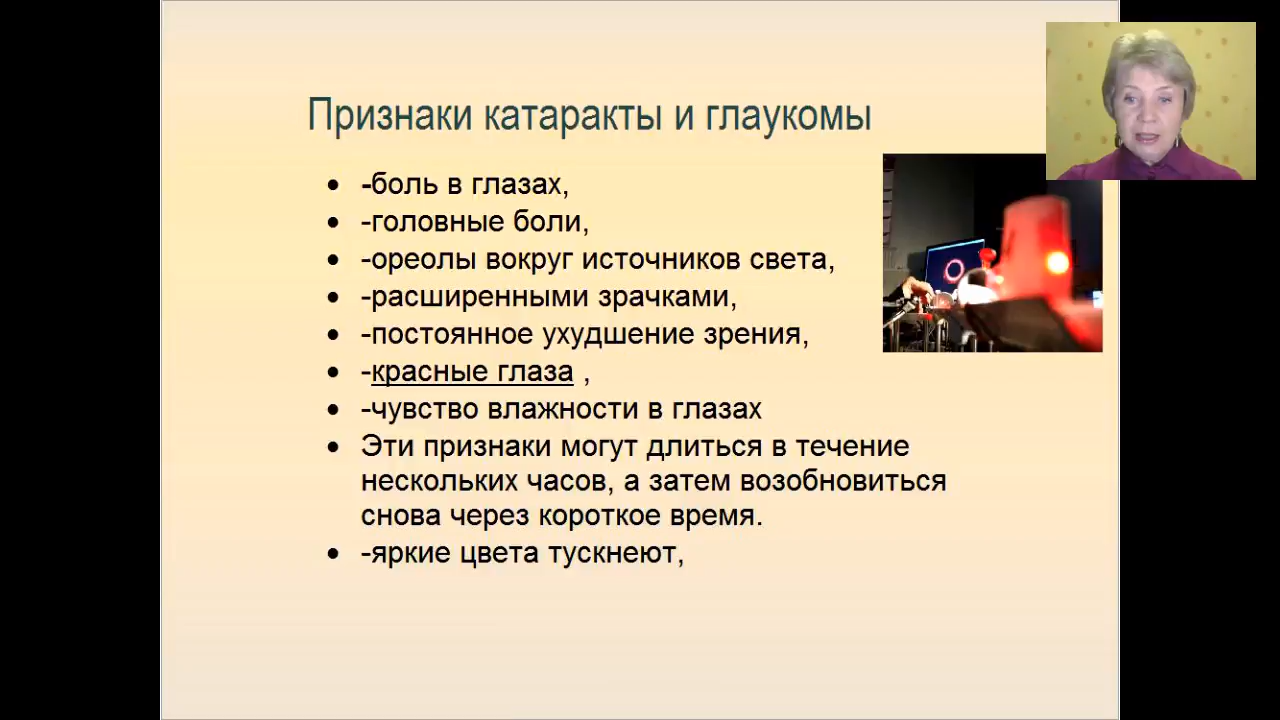 Признаки катаракты и глаукомы
• -боль в глазах,
• -головные боли,
• -ореолы вокруг источников света,
• -расширенными зрачками,
• -постоянное ухудшение зрения,
• -красные глаза ,
• -чувство влажности в глазах
• Эти признаки могут длиться в течение
нескольких часов, а затем возобновиться
снова через короткое время.
• -яркие цвета тускнеют,